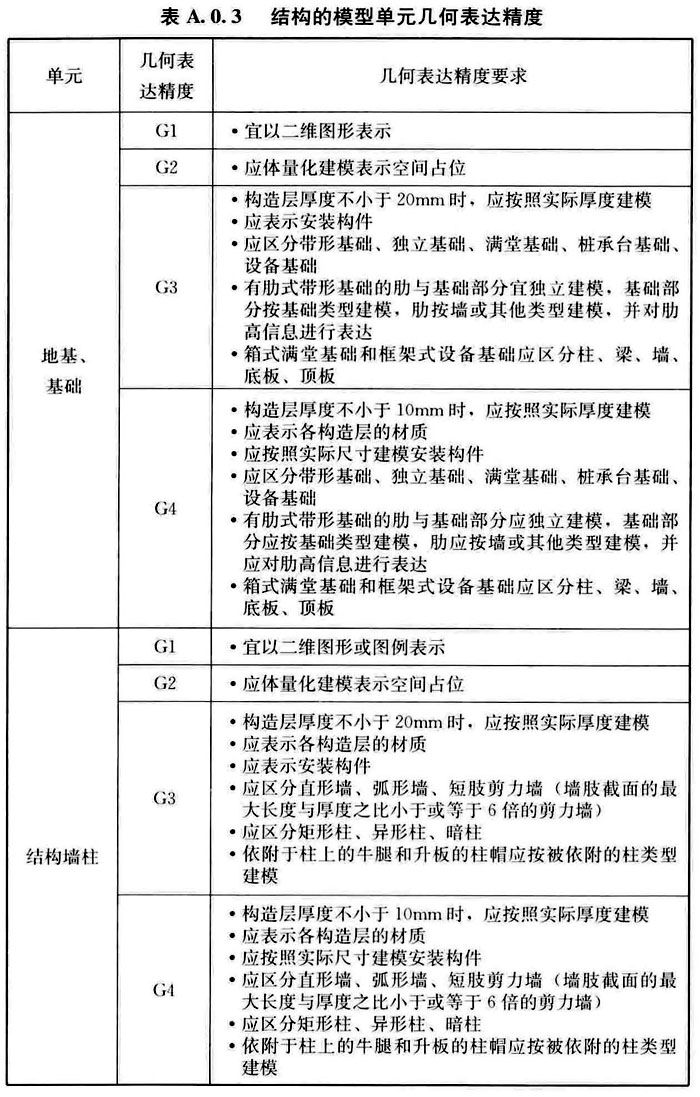 表 A.0.3 结构的模型单元几何表达精度
单元
几何表
达精度
几何表达精度要求
地基、
基础
G1
•宜以二维图形表示
G2
•应体量化建模表示空间占位
G3
•构造层厚度不小于20mm时，应按照实际厚度建模
•应表示安装构件
•应区分带形基础、独立基础、满堂基础、桩承台基础、
设备基础
•有肋式带形基础的肋与基础部分宜独立建模，基础部
分按基础类型建模，肋按墙或其他类型建模，并对肋
高信息进行表达
•箱式满堂基础和框架式设备基础应区分柱、梁、墙、
底板、顶板
G4
•构造层厚度不小于10mm时，应按照实际厚度建模
•应表示各构造层的材质
•应按照实际尺寸建模安装构件
•应区分带形基础、独立基础、满堂基础、桩承台基础、
设备基础
•有肋式带形基础的肋与基础部分应独立建模，基础部
分应按基础类型建模，肋应按墙或其他类型建模，并
应对肋高信息进行表达
•箱式满堂基础和框架式设备基础应区分柱、梁、墙、
底板、顶板
结构墙柱
G1
•宜以二维图形或图例表示
G2
•应体量化建模表示空间占位
G3
•构造层厚度不小于20mm时，应按照实际厚度建模
•应表示各构造层的材质
•应表示安装构件
•应区分直形墙、弧形墙、短肢剪力墙（墙肢截面的最
大长度与厚度之比小于或等于6倍的剪力墙）
•应区分矩形柱、异形柱、暗柱
•依附于柱上的牛腿和升板的柱帽应按被依附的柱类型
建模
G4
•构造层厚度不小于10mm时，应按照实际厚度建模
•应表示各构造层的材质
•应按照实际尺寸建模安装构件
•应区分直形墙、弧形墙、短肢剪力墙（墙肢截面的最
大长度与厚度之比小于或等于6倍的剪力墙）
•应区分矩形柱、异形柱、暗柱
•依附于柱上的牛腿和升板的柱帽应按被依附的柱类型
建模